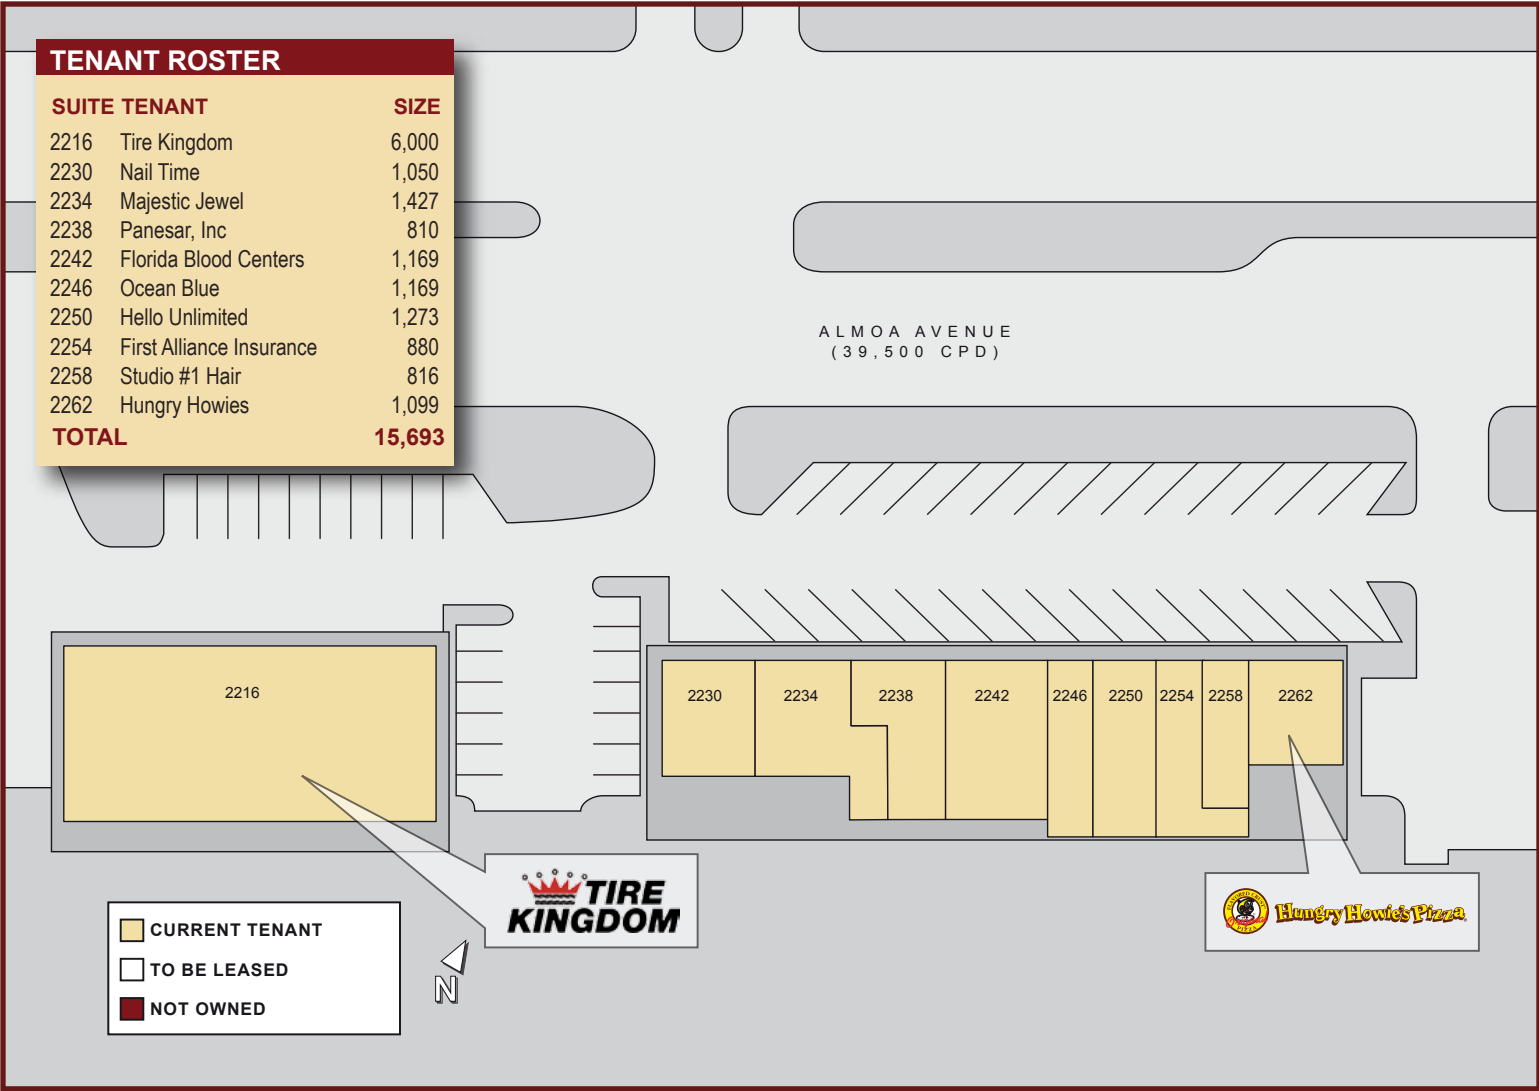 TENANT ROSTER
SUITE TENANT SIZE
2216 Tire Kingdom 6,000
2230 Nail Time 1,050
2234 Majestic Jewel 1,427
2238 Panesar, Inc 810
2242 Florida Blood Centers 1,169
2246 Ocean Blue 1,169
2250 Hello Unlimited 1,273
2254 First Alliance Insurance 880
2258 Studio #1 Hair 816
2262 Hungry Howies 1,099
TOTAL 15,693
ALMOA AVENUE
(39,500 CPD)
2216
2230 2234 2238 2242 2246 2250 2254 2258 2262
TIRE
KINGDOM
Hungry Howie's Pizza
CURRENT TENANT
TO BE LEASED
NOT OWNED
N